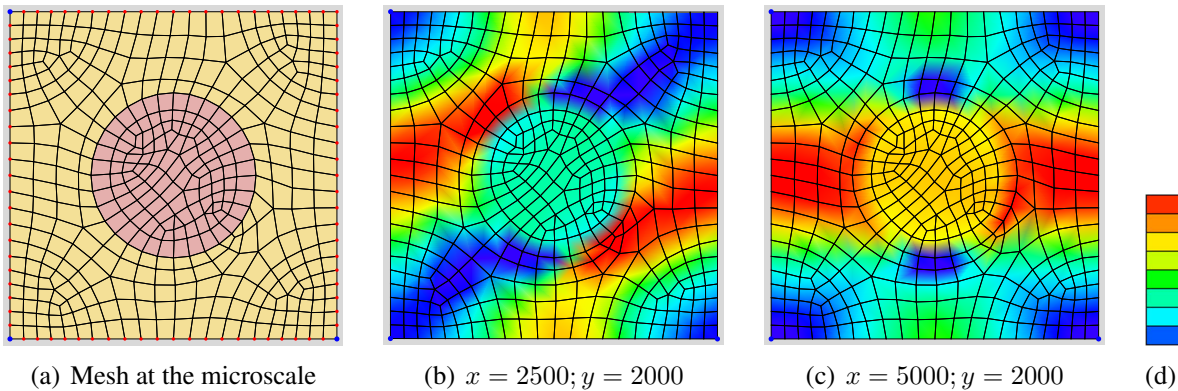 (a) Mesh at the microscale
(b) x = 2500; y = 2000
(c) x = 5000; y = 2000
(d)